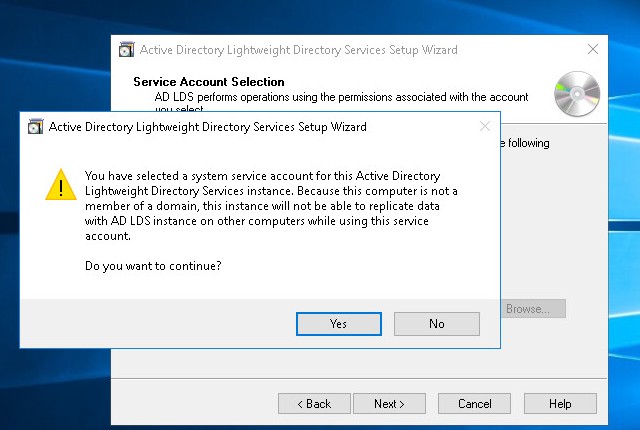 Active Directory Lightweight Directory Services Setup Wizard
Service Account Selection
AD LDS performs operations using the permissions associated with the account
you select.
Active Directory Lightweight Directory Services Setup Wizard
e following
You have selected a system service account for this Active Directory
Lightweight Directory Services instance. Because this computer is not a
member of a domain, this instance will not be able to replicate data
with AD LDS instance on other computers while using this service
account.
Do you want to continue?
Browse...
Yes
No
< Back
Next >
Cancel
Help